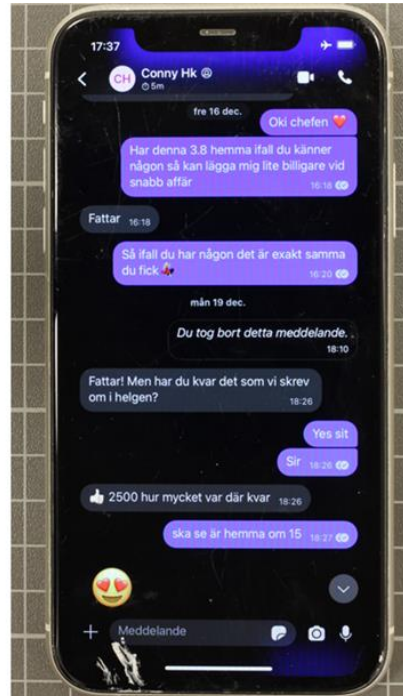 17:37
CH
Conny Hk
5m
fre 16 dec.
Oki chefen ❤️
Har denna 3.8 hemma ifall du känner
någon så kan lägga mig lite billigare vid
snabb affär
16:18
Fattar 16:18
Så ifall du har någon det är exakt samma
du fick
16:20
mån 19 dec.
Du tog bort detta meddelande.
18:10
Fattar! Men har du kvar det som vi skrev
om i helgen?
18:26
Yes sit
Sir 18:26
👍 2500 hur mycket var där kvar 18:26
ska se är hemma om 15 18:27
😍
Meddelande